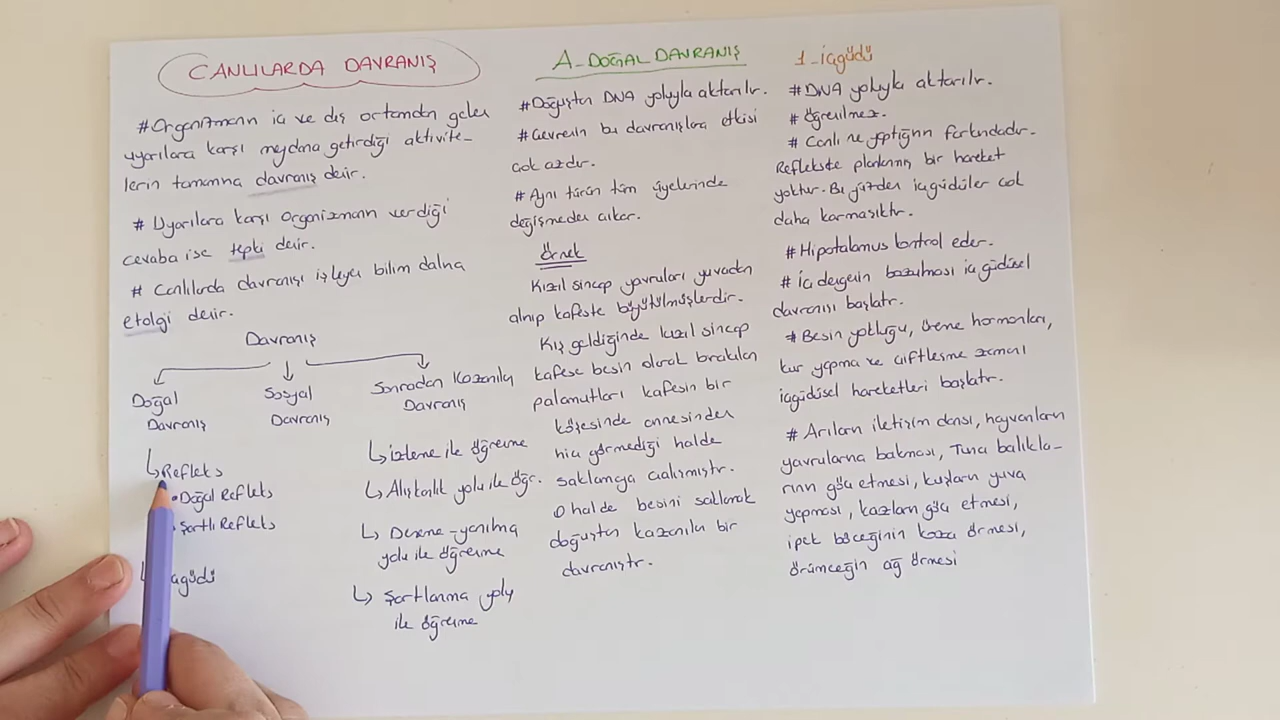 CANLILARDA DAVRANIŞ
#Organizmanın iç ve dış ortamdan gelen
uyarılara karşı meydana getirdiği aktivite-
lerin tamamına davranış denir.
# Uyarılara karşı organizmanın verdiği
cevaba ise tepki denir.
# Canlılarda davranışı işleyen bilim dalına
etolgi denir.
Davranış
Doğal
Davranış
Sosyal
Davranış
Sonradan Kazanılan
Davranış
Refleks
• Doğal Refleks
Şartlı Refleks
İzleme ile öğrenme
Alışkanlık yolu ile öğr.
Deneme-yanılma
yolu ile öğrenme
Şartlanma yolu
ile öğrenme
A-DOĞAL DAVRANIŞ
#Doğuştan DNA yoluyla aktarılır.
#Çevrenin bu davranışlara etkisi
çok azdır.
# Aynı türün tüm üyelerinde
değişmeden çıkar.
Örnek
Kızıl sincap yavruları yuvadan
alınıp kafeste büyütülmüşlerdir.
Kış geldiğinde kızıl sincap
kafese besin olarak bırakılan
palamutları kafesin bir
köşesinde annesinden
hiç görmediği halde
saklamaya çalışmıştır.
O halde besini saklamak
doğuştan kazanılan bir
davranıştır.
1-İçgüdü
#DNA yoluyla aktarılır.
# Öğrenilmez.
# Canlı ne yaptığının farkındadır.
Reflekste planlanmış bir hareket
yoktur. Bu yüzden içgüdüler çok
daha karmaşıktır.
# Hipotalamus kontrol eder.
# İç dengenin bozulması iç güdüsel
davranışı başlatır.
# Besin yokluğu, üreme hormonları,
kur yapma ve çiftleşme zamanı
içgüdüsel hareketleri başlatır.
# Arıların iletişim dansı, hayvanların
yavrularına bakması, Tuna balıkla-
rının göç etmesi, kuşların yuva
yapması, kazların göç etmesi,
ipek böceğinin koza örmesi,
örümceğin ağ örmesi